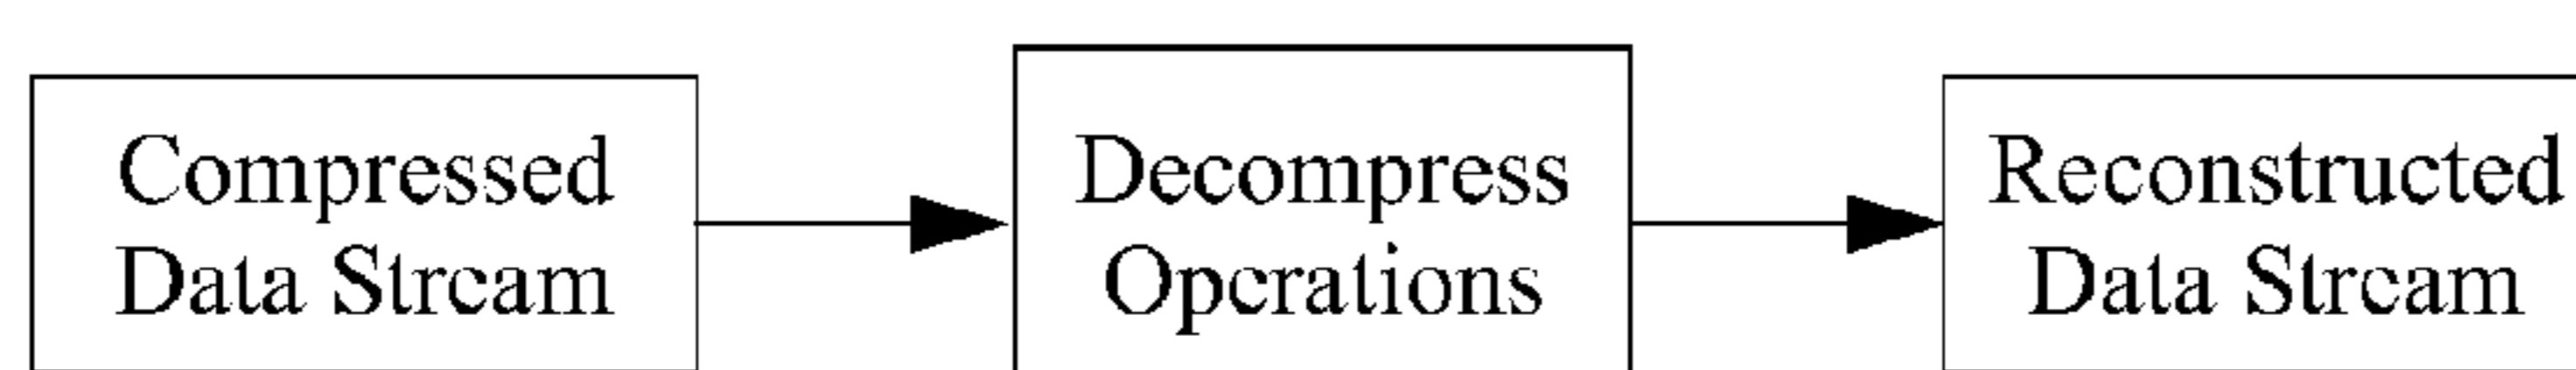 Compressed
Data Stream
Decompress
Operations
Reconstructed
Data Stream